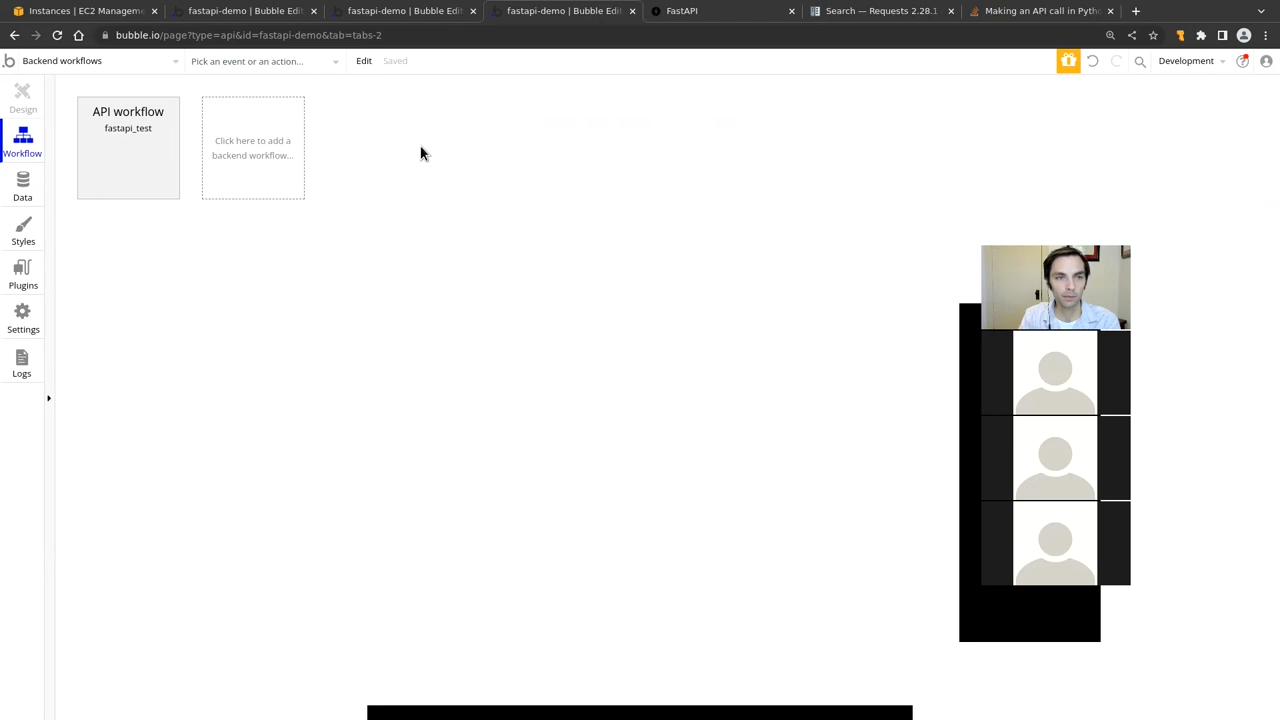 Instances | EC2 Managem
fastapi-demo | Bubble Edit
fastapi-demo | Bubble Edit
fastapi-demo | Bubble Edit
FastAPI
Search — Requests 2.28.1
Making an API call in Pytho
bubble.io/page?type=api&id=fastapi-demo&tab=tabs-2
Backend workflows
Pick an event or an action...
Edit
Saved
Development
Design
Workflow
Data
Styles
Plugins
Settings
Logs
API workflow
fastapi_test
Click here to add a
backend workflow...